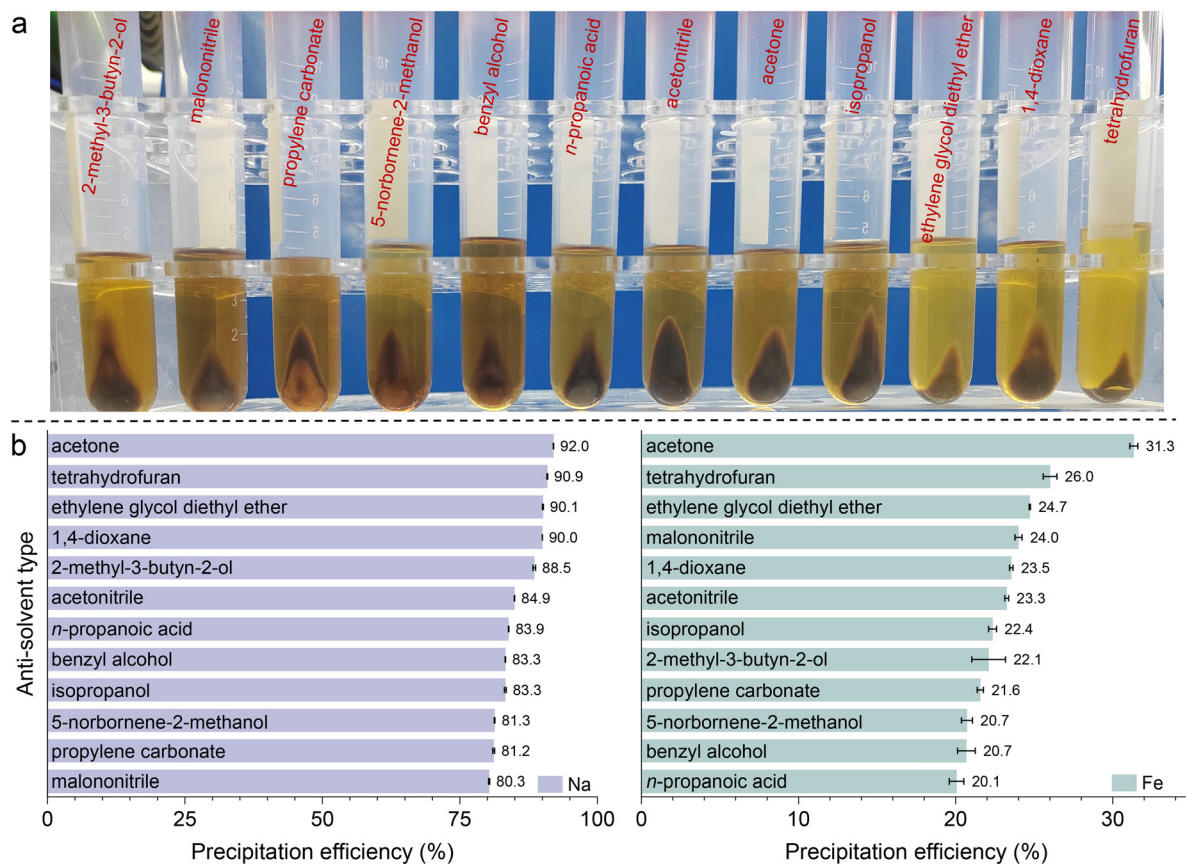 a
2-methyl-3-butyn-2-ol
malononitrile
propylene carbonate
5-norbornene-2-methanol
benzyl alcohol
n-propanoic acid
acetonitrile
acetone
isopropanol
ethylene glycol diethyl ether
1,4-dioxane
tetrahydrofuran
b
Anti-solvent type
acetone 92.0
tetrahydrofuran 90.9
ethylene glycol diethyl ether 90.1
1,4-dioxane 90.0
2-methyl-3-butyn-2-ol 88.5
acetonitrile 84.9
n-propanoic acid 83.9
benzyl alcohol 83.3
isopropanol 83.3
5-norbornene-2-methanol 81.3
propylene carbonate 81.2
malononitrile 80.3
Na
0 25 50 75 100
Precipitation efficiency (%)
acetone 31.3
tetrahydrofuran 26.0
ethylene glycol diethyl ether 24.7
malononitrile 24.0
1,4-dioxane 23.5
acetonitrile 23.3
isopropanol 22.4
2-methyl-3-butyn-2-ol 22.1
propylene carbonate 21.6
5-norbornene-2-methanol 20.7
benzyl alcohol 20.7
n-propanoic acid 20.1
Fe
0 10 20 30
Precipitation efficiency (%)